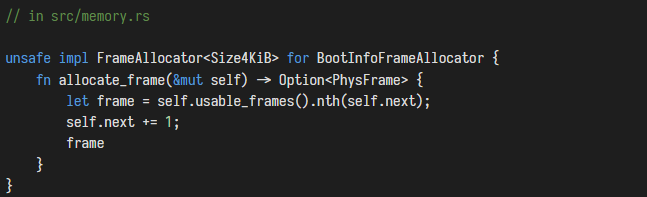 // in src/memory.rs
unsafe impl FrameAllocator<Size4KiB> for BootInfoFrameAllocator {
    fn allocate_frame(&mut self) -> Option<PhysFrame> {
        let frame = self.usable_frames().nth(self.next);
        self.next += 1;
        frame
    }
}